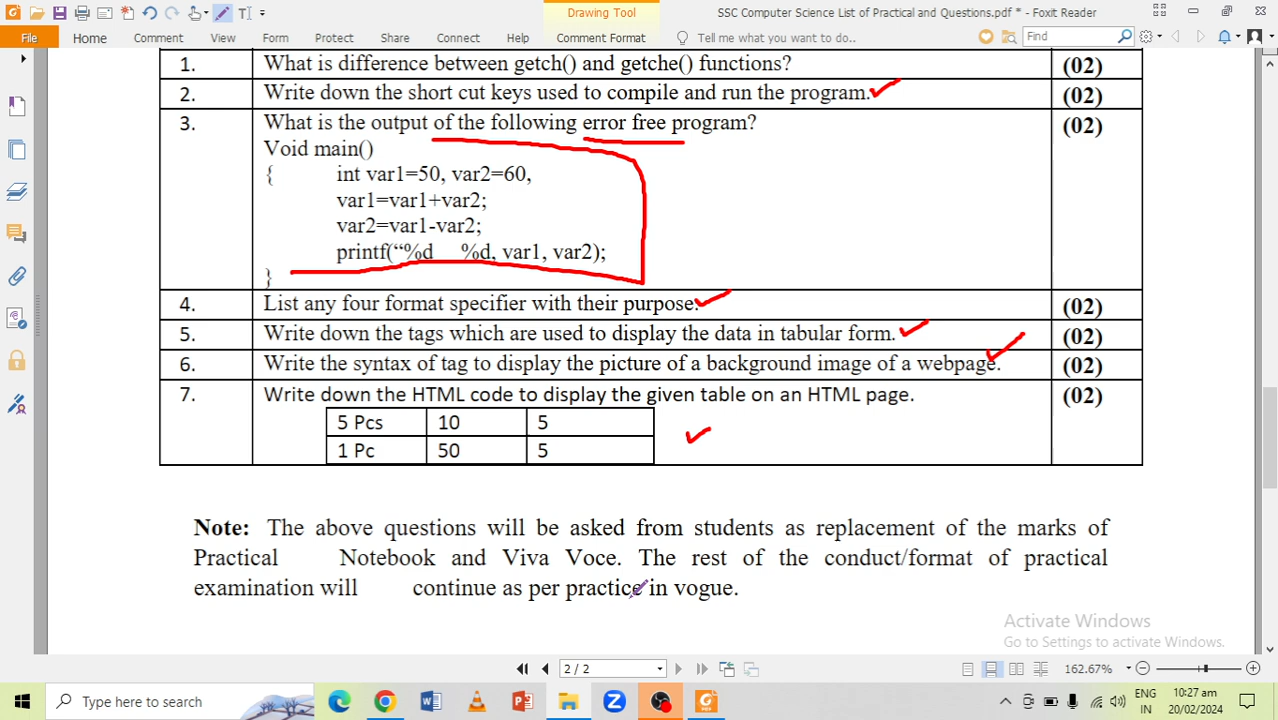 Drawing Tool
SSC Computer Science List of Practical and Questions.pdf * - Foxit Reader
File Home Comment View Form Protect Share Connect Help Comment Format Tell me what you want to do.. Find
1. What is difference between getch() and getche() functions? (02)
2. Write down the short cut keys used to compile and run the program. (02)
3. What is the output of the following error free program? (02)
Void main()
{ int var1=50, var2=60,
var1=var1+var2;
var2=var1-var2;
printf(“%d %d, var1, var2);
}
4. List any four format specifier with their purpose. (02)
5. Write down the tags which are used to display the data in tabular form. (02)
6. Write the syntax of tag to display the picture of a background image of a webpage. (02)
7. Write down the HTML code to display the given table on an HTML page. (02)
5 Pcs 10 5
1 Pc 50 5
Note: The above questions will be asked from students as replacement of the marks of
Practical Notebook and Viva Voce. The rest of the conduct/format of practical
examination will continue as per practice in vogue.
Activate Windows
Go to Settings to activate Windows.
2 / 2
162.67%
Type here to search
ENG
IN
10:27 am
20/02/2024